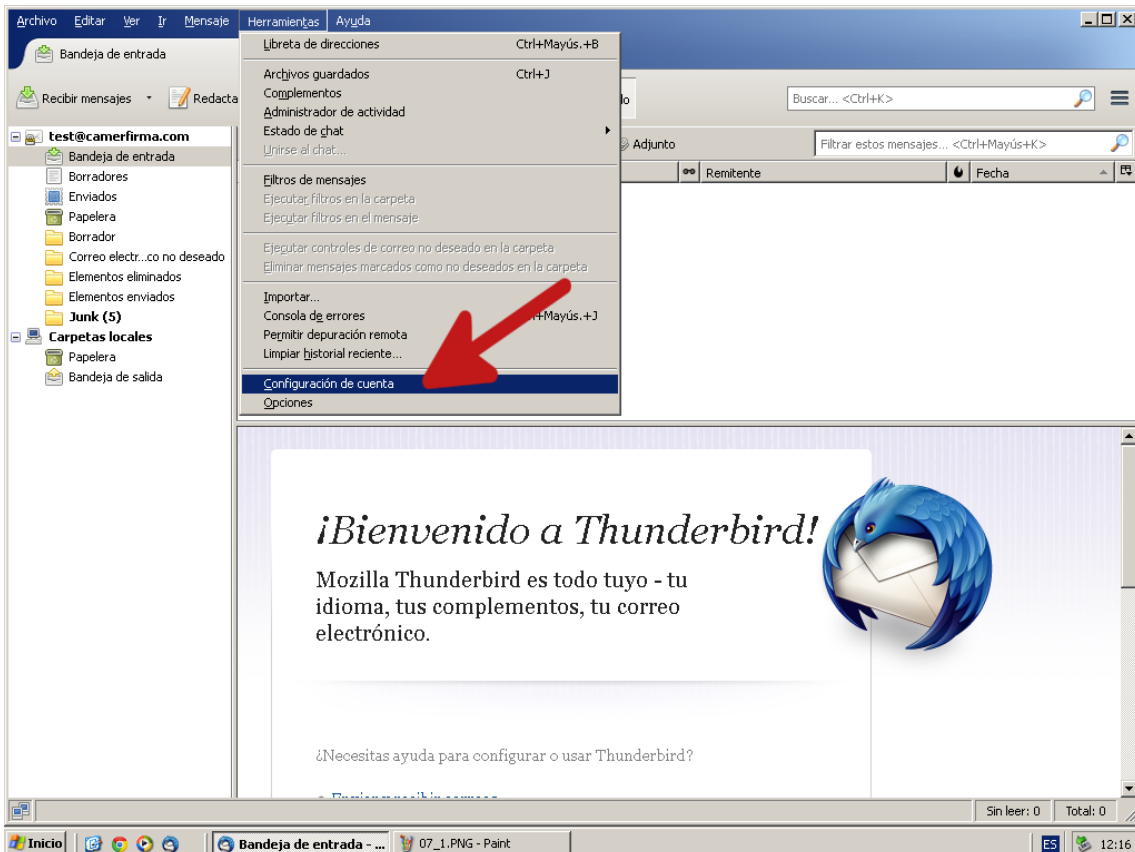 Archivo Editar Ver Ir Mensaje Herramientas Ayuda
Bandeja de entrada
Recibir mensajes Redacta
Buscar... <Ctrl+K>
Libreta de direcciones Ctrl+Mayús.+B
Archivos guardados Ctrl+J
Complementos
Administrador de actividad
Estado de chat
Unirse al chat...
Filtros de mensajes
Ejecutar filtros en la carpeta
Ejecutar filtros en el mensaje
Ejecutar controles de correo no deseado en la carpeta
Eliminar mensajes marcados como no deseados en la carpeta
Importar...
Consola de errores +Mayús.+J
Permitir depuración remota
Limpiar historial reciente...
Configuración de cuenta
Opciones
Adjunto
Filtrar estos mensajes... <Ctrl+Mayús+K>
Remitente Fecha
test@camerfirma.com
Bandeja de entrada
Borradores
Enviados
Papelera
Borrador
Correo electr...co no deseado
Elementos eliminados
Elementos enviados
Junk (5)
Carpetas locales
Papelera
Bandeja de salida
¡Bienvenido a Thunderbird!
Mozilla Thunderbird es todo tuyo - tu
idioma, tus complementos, tu correo
electrónico.
¿Necesitas ayuda para configurar o usar Thunderbird?
Sin leer: 0 Total: 0
Inicio Bandeja de entrada - ... 07_1.PNG - Paint ES 12:16